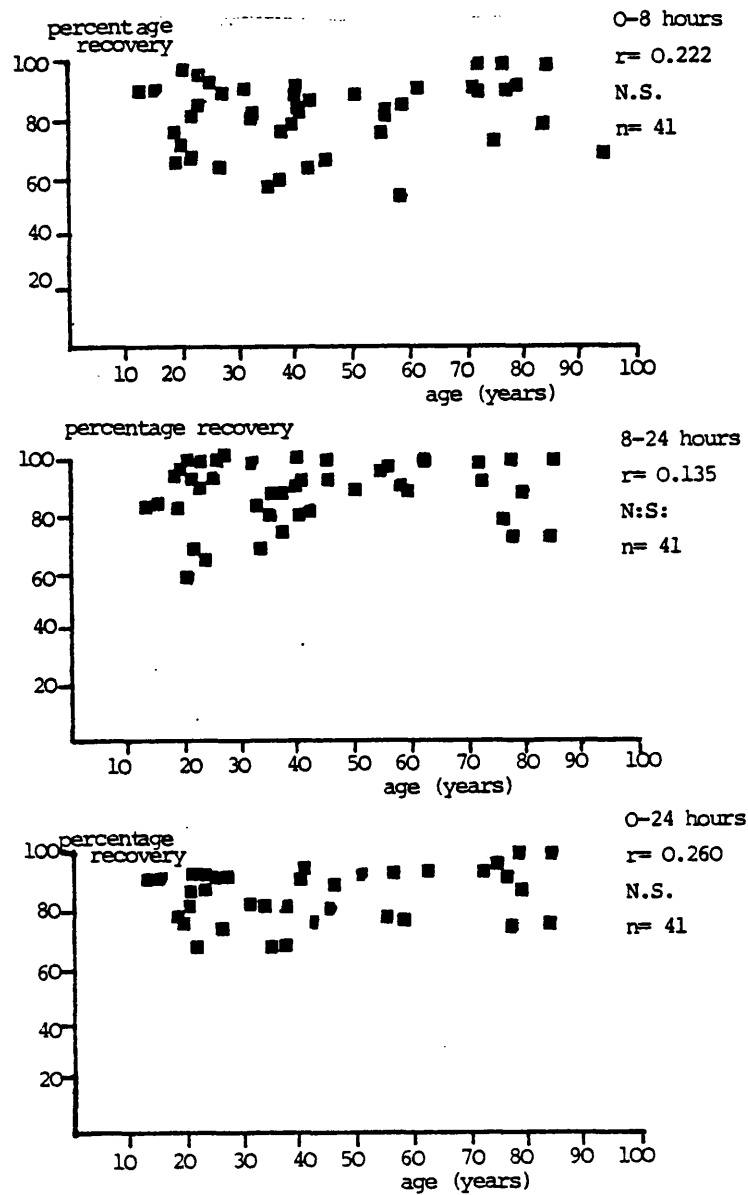 percentage
recovery
0-8 hours
r= 0.222
N.S.
n= 41
100
80
60
40
20
10 20 30 40 50 60 70 80 90 100
age (years)
percentage recovery
8-24 hours
r= 0.135
N:S:
n= 41
100
80
60
40
20
10 20 30 40 50 60 70 80 90 100
age (years)
percentage
recovery
0-24 hours
r= 0.260
N.S.
n= 41
100
80
60
40
20
10 20 30 40 50 60 70 80 90 100
age (years)